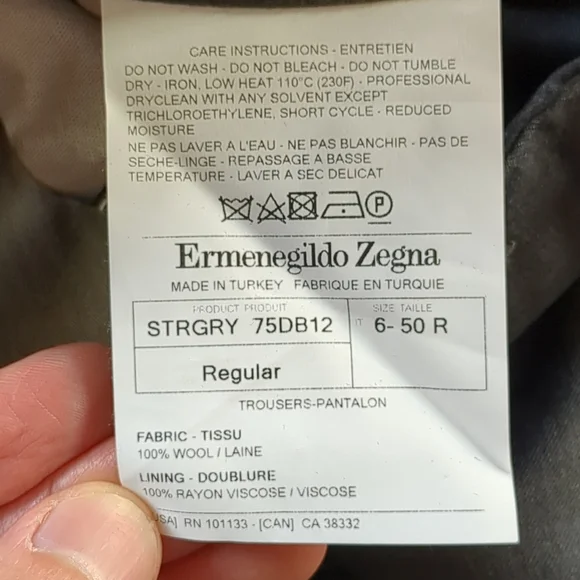 CARE INSTRUCTIONS - ENTRETIEN
DO NOT WASH - DO NOT BLEACH - DO NOT TUMBLE
DRY - IRON, LOW HEAT 110°C (230F) - PROFESSIONAL
DRYCLEAN WITH ANY SOLVENT EXCEPT
TRICHLOROETHYLENE, SHORT CYCLE - REDUCED
MOISTURE
NE PAS LAVER A L'EAU - NE PAS BLANCHIR - PAS DE
SECHE-LINGE - REPASSAGE A BASSE
TEMPERATURE - LAVER A SEC DELICAT
P
Ermenegildo Zegna
MADE IN TURKEY FABRIQUE EN TURQUIE
PRODUCT PRODUIT SIZE TAILLE
STRGRY 75DB12 IT 6- 50 R
Regular
TROUSERS-PANTALON
FABRIC - TISSU
100% WOOL / LAINE
LINING - DOUBLURE
100% RAYON VISCOSE / VISCOSE
USA] RN 101133 - [CAN] CA 38332